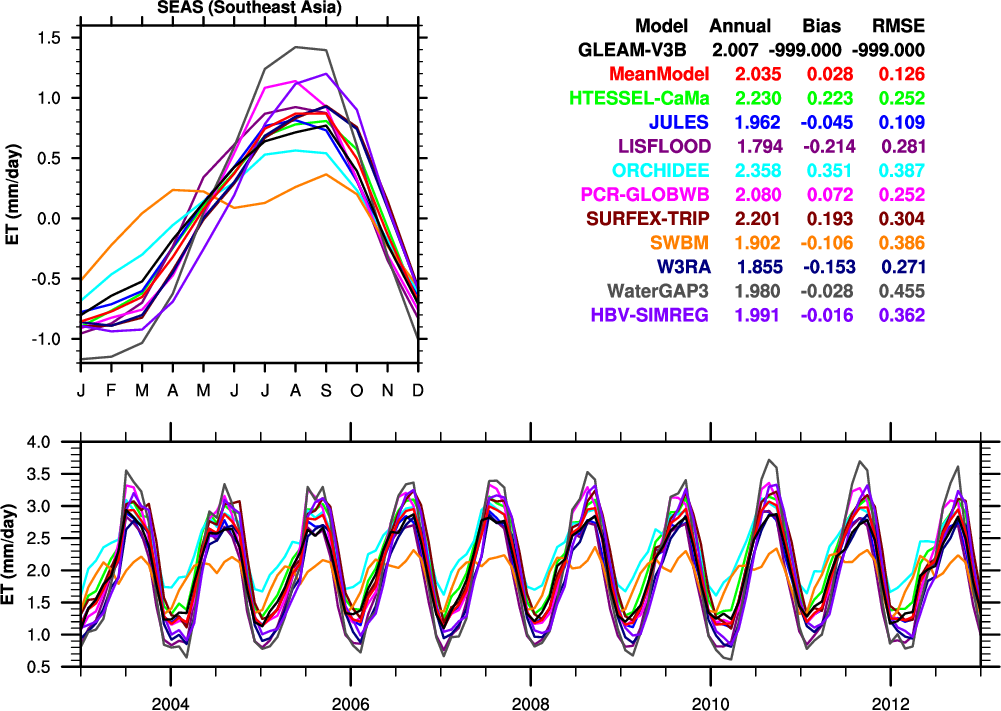 SEAS (Southeast Asia)
Model Annual Bias RMSE
GLEAM-V3B 2.007 -999.000 -999.000
MeanModel 2.035 0.028 0.126
HTESSEL-CaMa 2.230 0.223 0.252
JULES 1.962 -0.045 0.109
LISFLOOD 1.794 -0.214 0.281
ORCHIDEE 2.358 0.351 0.387
PCR-GLOBWB 2.080 0.072 0.252
SURFEX-TRIP 2.201 0.193 0.304
SWBM 1.902 -0.106 0.386
W3RA 1.855 -0.153 0.271
WaterGAP3 1.980 -0.028 0.455
HBV-SIMREG 1.991 -0.016 0.362
ET (mm/day)
1.5
1.0
0.5
0.0
-0.5
-1.0
J F M A M J J A S O N D
ET (mm/day)
4.0
3.5
3.0
2.5
2.0
1.5
1.0
0.5
2004 2006 2008 2010 2012